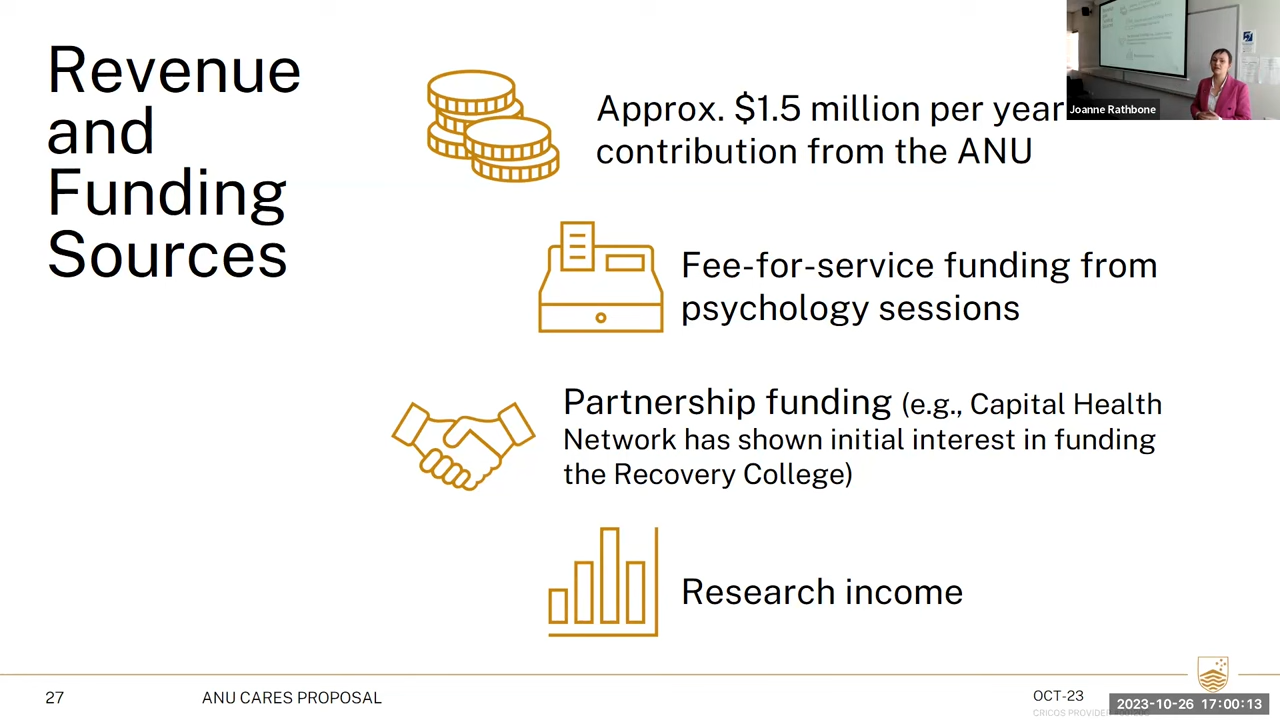 Revenue
and
Funding
Sources
Approx. $1.5 million per year
contribution from the ANU
Fee-for-service funding from
psychology sessions
Partnership funding (e.g., Capital Health
Network has shown initial interest in funding
the Recovery College)
Research income
Joanne Rathbone
27
ANU CARES PROPOSAL
OCT-23
CRICOS PROVIDER
2023-10-26 17:00:13